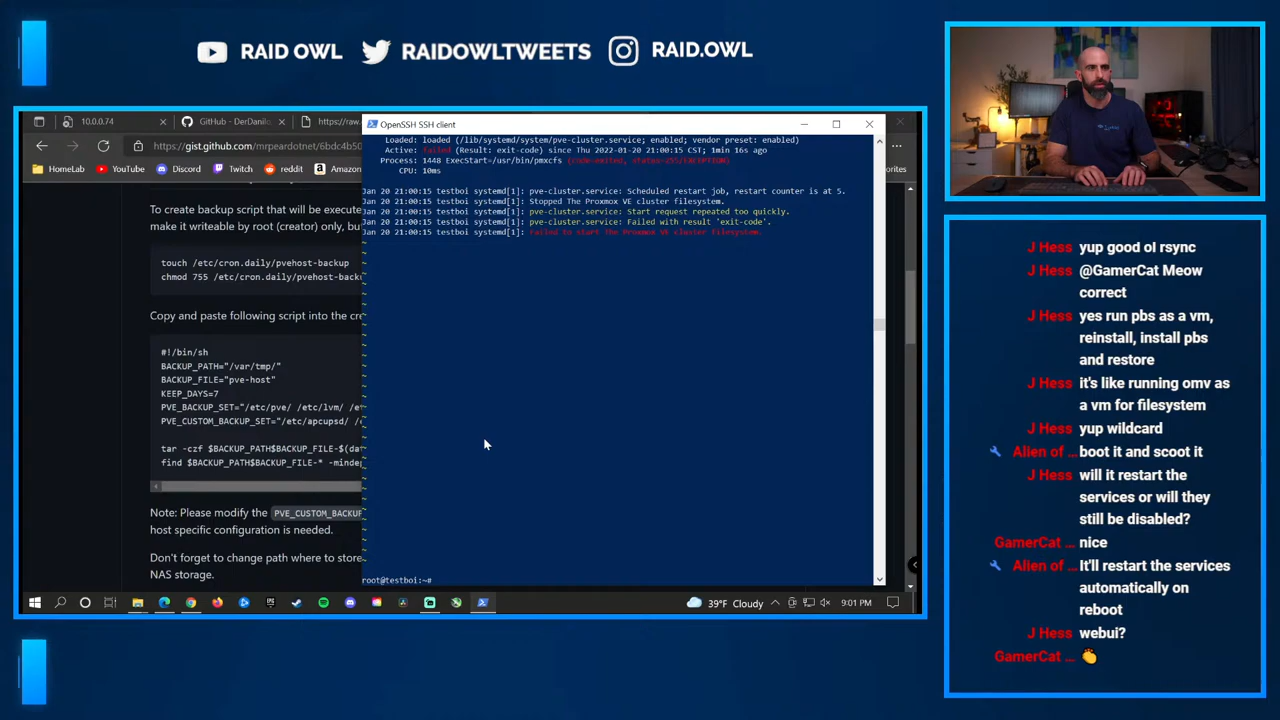 RAID OWL
RAIDOWLTWEETS
RAID.OWL
10.0.0.74
GitHub - DerDanilo
https://raw.
https://gist.github.com/mrpeardotnet/6bdc4b50
HomeLab
YouTube
Discord
Twitch
reddit
amazon
avorites
To create backup script that will be execute
make it writeable by root (creator) only, bu
touch /etc/cron.daily/pvehost-backup
chmod 755 /etc/cron.daily/pvehost-backu
Copy and paste following script into the cre
#!/bin/sh
BACKUP_PATH="/var/tmp/"
BACKUP_FILE="pve-host"
KEEP_DAYS=7
PVE_BACKUP_SET="/etc/pve/ /etc/lvm/ /e
PVE_CUSTOM_BACKUP_SET="/etc/apcupsd/ /
tar -czf $BACKUP_PATH$BACKUP_FILE-$(da
find $BACKUP_PATH$BACKUP_FILE-* -mindep
Note: Please modify the PVE_CUSTOM_BACKUP
host specific configuration is needed.
Don't forget to change path where to store
NAS storage.
OpenSSH SSH client
Loaded: loaded (/lib/systemd/system/pve-cluster.service; enabled; vendor preset: enabled)
Active: failed (Result: exit-code) since Thu 2022-01-20 21:00:15 CST; 1min 16s ago
Process: 1448 ExecStart=/usr/bin/pmxcfs (code=exited, status=255/EXCEPTION)
CPU: 10ms
Jan 20 21:00:15 testboi systemd[1]: pve-cluster.service: Scheduled restart job, restart counter is at 5.
Jan 20 21:00:15 testboi systemd[1]: Stopped The Proxmox VE cluster filesystem.
Jan 20 21:00:15 testboi systemd[1]: pve-cluster.service: Start request repeated too quickly.
Jan 20 21:00:15 testboi systemd[1]: pve-cluster.service: Failed with result 'exit-code'.
Jan 20 21:00:15 testboi systemd[1]: Failed to start The Proxmox VE cluster filesystem.
root@testboi:~#
39°F Cloudy
9:01 PM
J Hess yup good ol rsync
J Hess @GamerCat Meow
correct
J Hess yes run pbs as a vm,
reinstall, install pbs
and restore
J Hess it's like running omv as
a vm for filesystem
J Hess yup wildcard
Alien of ... boot it and scoot it
J Hess will it restart the
services or will they
still be disabled?
GamerCat ... nice
Alien of ... It'll restart the services
automatically on
reboot
J Hess webui?
GamerCat ... 👏